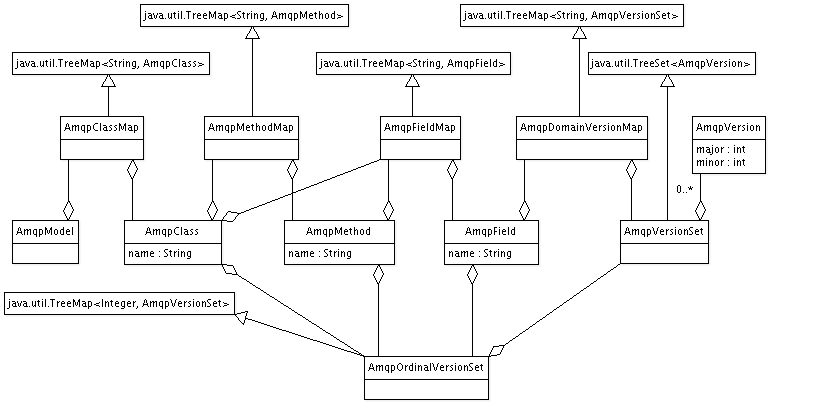 java.util.TreeMap<String, AmqpMethod>
java.util.TreeMap<String, AmqpVersionSet>
java.util.TreeMap<String, AmqpClass>
java.util.TreeMap<String, AmqpField>
java.util.TreeSet<AmqpVersion>
AmqpClassMap
AmqpMethodMap
AmqpFieldMap
AmqpDomainVersionMap
AmqpVersion
major : int
minor : int
0..*
AmqpModel
AmqpClass
name : String
AmqpMethod
name : String
AmqpField
name : String
AmqpVersionSet
java.util.TreeMap<Integer, AmqpVersionSet>
AmqpOrdinalVersionSet